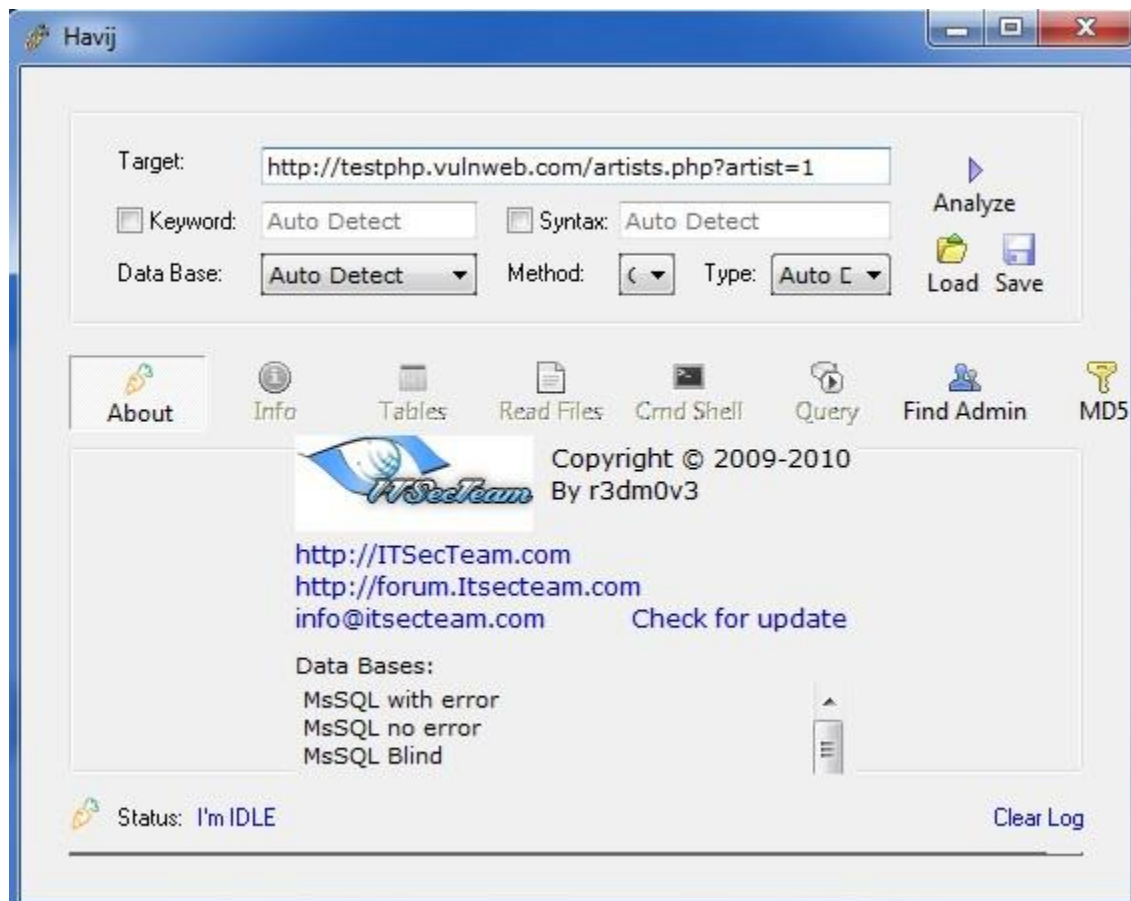 Havij
Target: http://testphp.vulnweb.com/artists.php?artist=1
Analyze
Keyword: Auto Detect Syntax: Auto Detect
Data Base: Auto Detect Method: Type: Auto D
Load Save
About Info Tables Read Files Cmd Shell Query Find Admin MD5
ITSecTeam
Copyright © 2009-2010
By r3dm0v3
http://ITSecTeam.com
http://forum.Itsecteam.com
info@itsecteam.com Check for update
Data Bases:
MsSQL with error
MsSQL no error
MsSQL Blind
Status: I'm IDLE Clear Log